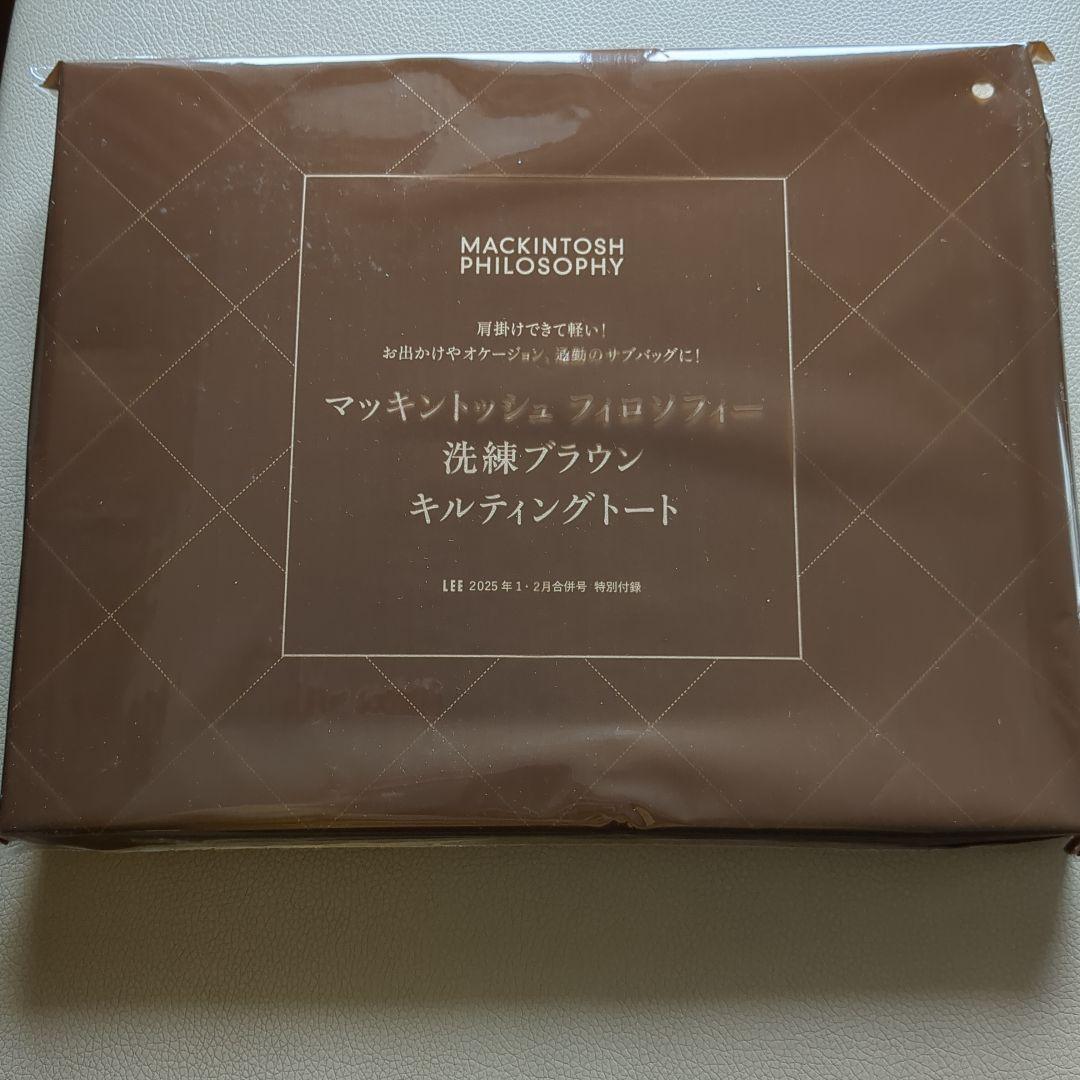 MACKINTOSH
PHILOSOPHY
肩掛けできて軽い！
お出かけやオケージョン、通勤のサブバッグに！
マッキントッシュ フィロソフィー
洗練ブラウン
キルティングトート
LEE 2025年1・2月合併号 特別付録